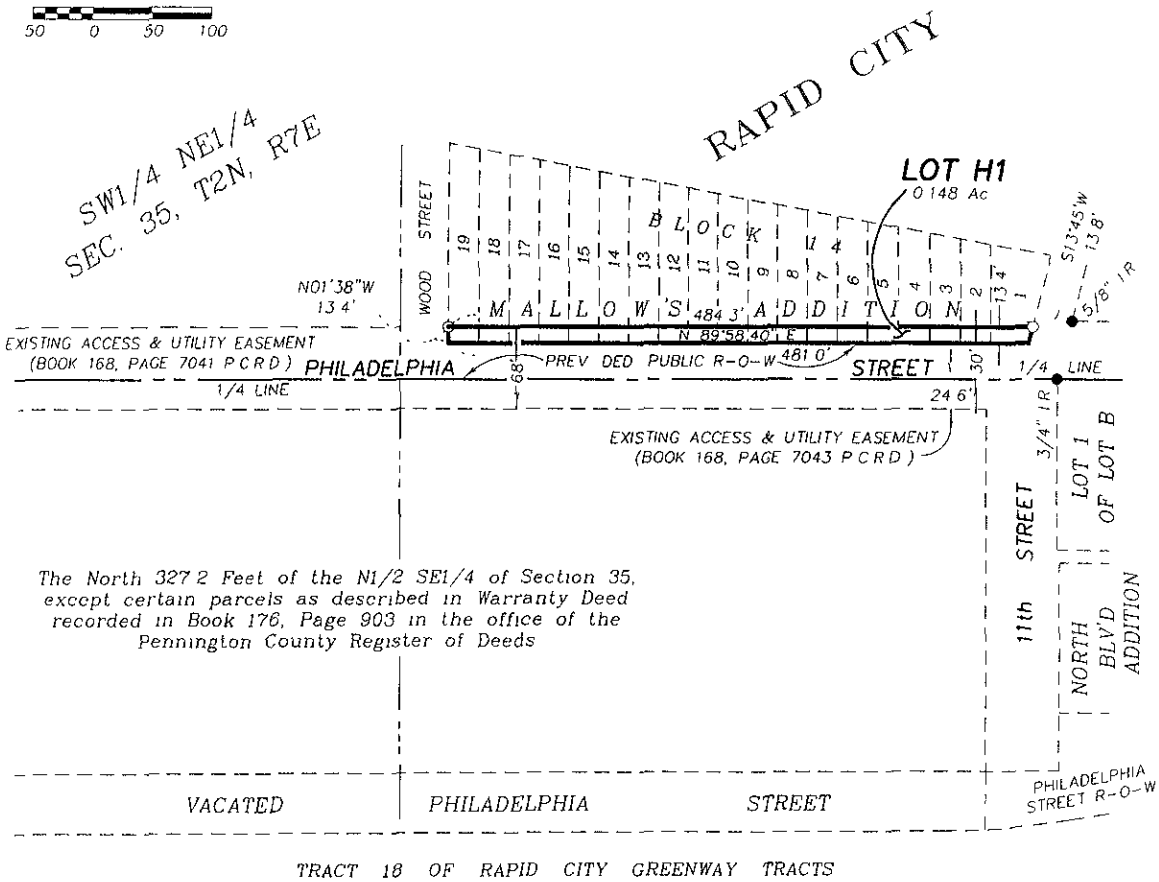 50 0 50 100
RAPID CITY
SW1/4 NE1/4
SEC. 35, T2N, R7E
LOT H1
0 148 Ac
S13°45'W
13 8'
5/8" IR
WOOD STREET
BLOCK 14
19 18 17 16 15 14 13 12 11 10 9 8 7 6 5 4 3 2 1
13 4'
N01°38"W
13 4'
MALLOW'S ADDITION
484 3'
N 89°58.40" E
EXISTING ACCESS & UTILITY EASEMENT
(BOOK 168, PAGE 7041 P C R D )
PREV DED PUBLIC R-O-W
481 0'
PHILADELPHIA STREET
1/4 LINE
1/4 LINE
68'
30'
24 6'
3/4" IR
EXISTING ACCESS & UTILITY EASEMENT
(BOOK 168, PAGE 7043 P C R D )
LOT 1
OF LOT B
11th STREET
NORTH
BLV'D
ADDITION
The North 327 2 Feet of the N1/2 SE1/4 of Section 35,
except certain parcels as described in Warranty Deed
recorded in Book 176, Page 903 in the office of the
Pennington County Register of Deeds
VACATED PHILADELPHIA STREET
PHILADELPHIA
STREET R-O-W
TRACT 18 OF RAPID CITY GREENWAY TRACTS